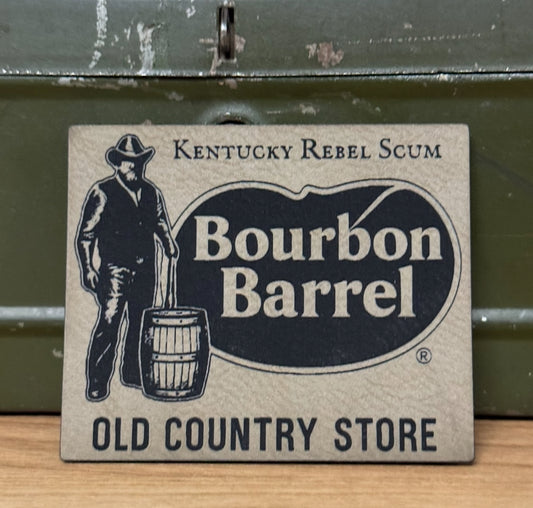 Kentucky Rebel Scum
Bourbon
Barrel
®
OLD COUNTRY STORE